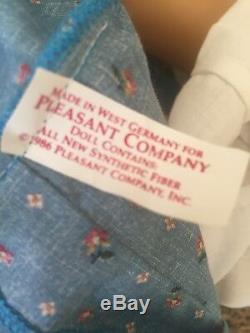 MADE IN WEST GERMANY FOR
PLEASANT COMPANY
DOLL CONTAINS:
ALL NEW SYNTHETIC FIBER
©1986 PLEASANT COMPANY, INC.